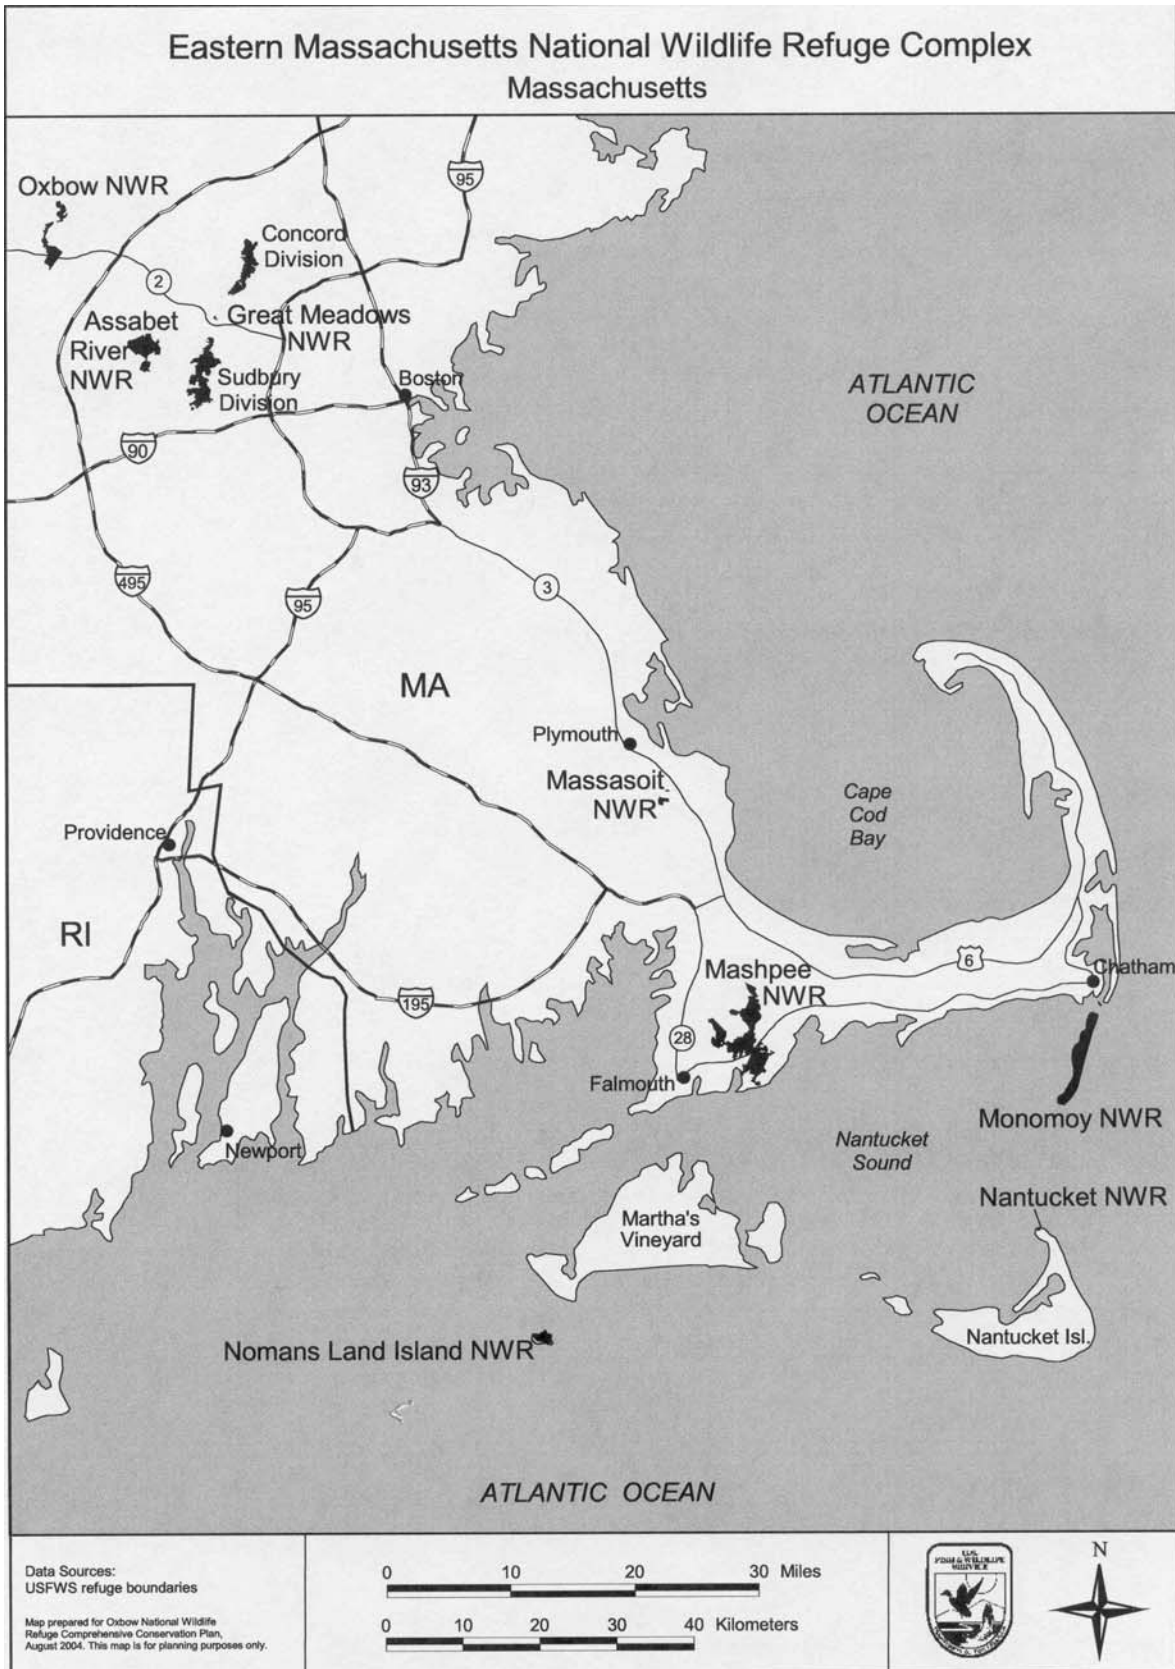 Eastern Massachusetts National Wildlife Refuge Complex
Massachusetts
95
Oxbow NWR
Concord
Division
2
Great Meadows
NWR
Assabet
River
NWR
Sudbury
Division
Boston
ATLANTIC
OCEAN
90
93
495
95
3
MA
Plymouth
Massasoit
NWR
Cape
Cod
Bay
Providence
RI
6
Chatham
Mashpee
NWR
195
28
Falmouth
Monomoy NWR
Newport
Nantucket
Sound
Nantucket NWR
Martha's
Vineyard
Nantucket Isl.
Nomans Land Island NWR
ATLANTIC OCEAN
Data Sources:
USFWS refuge boundaries
Map prepared for Oxbow National Wildlife
Refuge Comprehensive Conservation Plan,
August 2004. This map is for planning purposes only.
0 10 20 30 Miles
0 10 20 30 40 Kilometers
U.S.
FISH & WILDLIFE
SERVICE
N